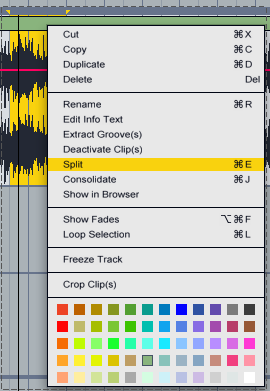 Cut ⌘X
Copy ⌘C
Duplicate ⌘D
Delete Del
Rename ⌘R
Edit Info Text
Extract Groove(s)
Deactivate Clip(s)
Split ⌘E
Consolidate ⌘J
Show in Browser
Show Fades ⌥⌘F
Loop Selection ⌘L
Freeze Track
Crop Clip(s)